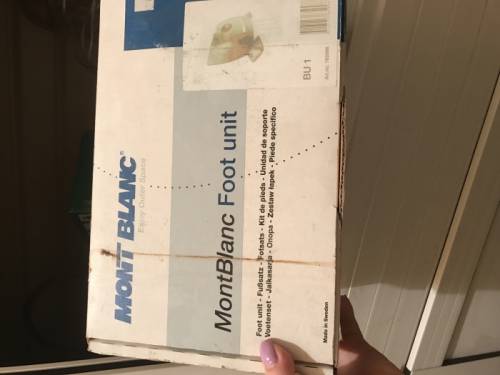 MONT BLANC®
Enjoy Outer Space
MontBlanc Foot unit
Foot unit - Fußsatz - Fotsats - Kit de pieds - Unidad de soporte
Voetenset - Jalkasarja - Опора - Zestaw łapek - Piede specifico
Made in Sweden
BU 1